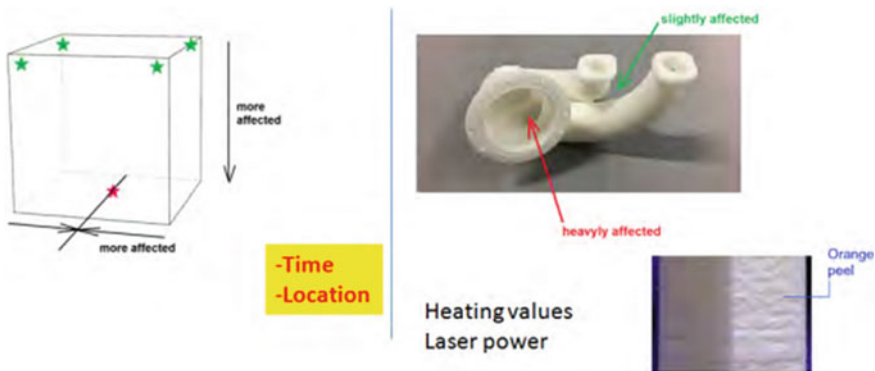 more
affected
more affected
-Time
-Location
slightly affected
heavyly affected
Orange
peel
Heating values
Laser power